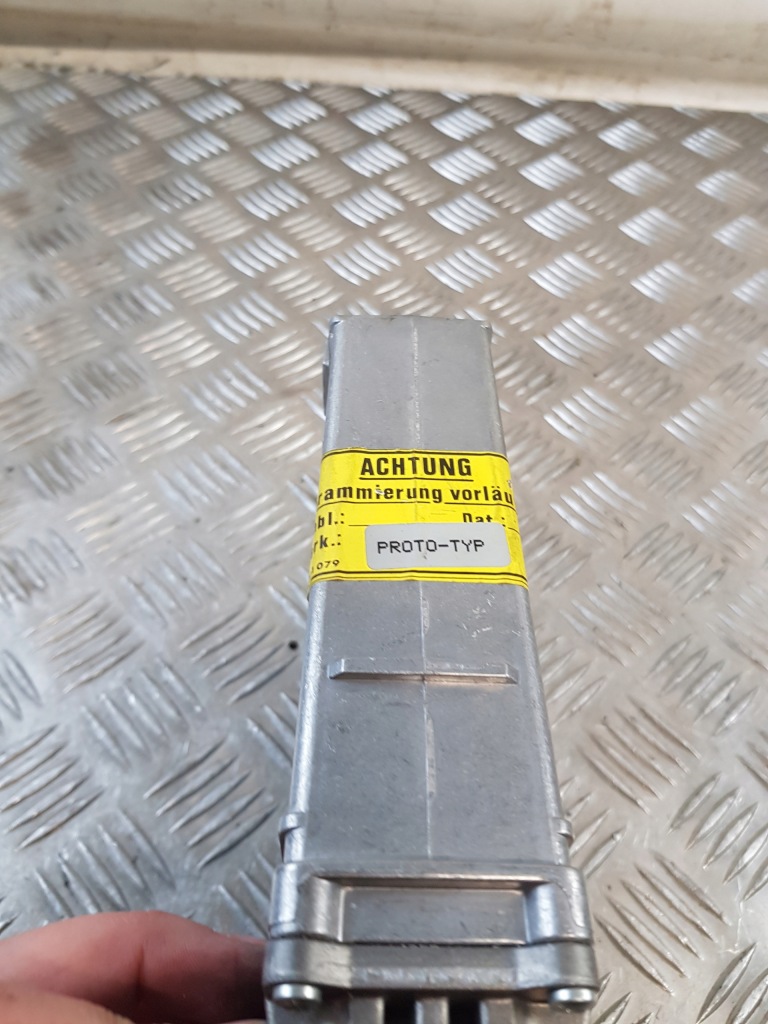 ACHTUNG
rammierung vorläu
bl.: Dat.:
rk.: PROTO-TYP
079